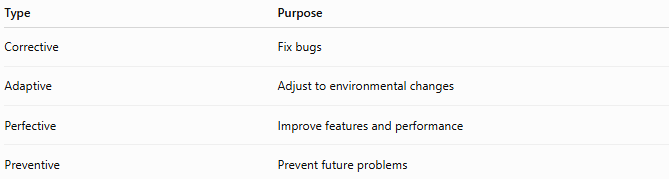 Type Purpose
Corrective Fix bugs
Adaptive Adjust to environmental changes
Perfective Improve features and performance
Preventive Prevent future problems